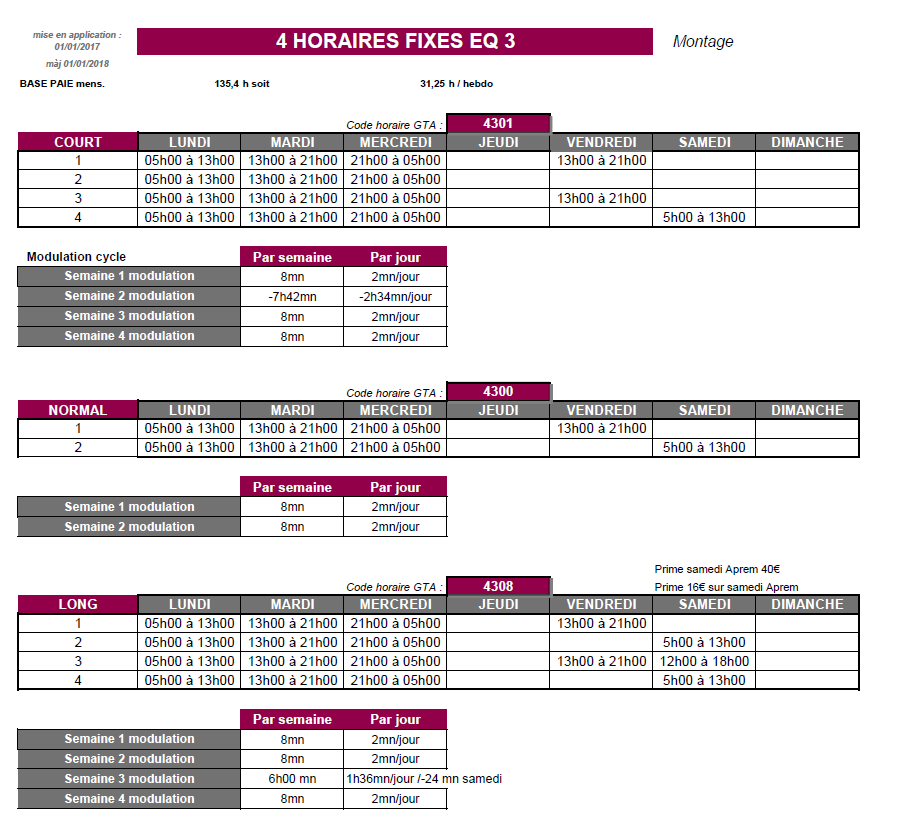 mise en application :
01/01/2017
4 HORAIRES FIXES EQ 3
Montage
màj 01/01/2018
BASE PAIE mens. 135,4 h soit 31,25 h / hebdo
Code horaire GTA : 4301
COURT LUNDI MARDI MERCREDI JEUDI VENDREDI SAMEDI DIMANCHE
1 05h00 à 13h00 13h00 à 21h00 21h00 à 05h00 13h00 à 21h00
2 05h00 à 13h00 13h00 à 21h00 21h00 à 05h00
3 05h00 à 13h00 13h00 à 21h00 21h00 à 05h00 13h00 à 21h00
4 05h00 à 13h00 13h00 à 21h00 21h00 à 05h00 5h00 à 13h00
Modulation cycle Par semaine Par jour
Semaine 1 modulation 8mn 2mn/jour
Semaine 2 modulation -7h42mn -2h34mn/jour
Semaine 3 modulation 8mn 2mn/jour
Semaine 4 modulation 8mn 2mn/jour
Code horaire GTA : 4300
NORMAL LUNDI MARDI MERCREDI JEUDI VENDREDI SAMEDI DIMANCHE
1 05h00 à 13h00 13h00 à 21h00 21h00 à 05h00 13h00 à 21h00
2 05h00 à 13h00 13h00 à 21h00 21h00 à 05h00 5h00 à 13h00
Par semaine Par jour
Semaine 1 modulation 8mn 2mn/jour
Semaine 2 modulation 8mn 2mn/jour
Prime samedi Aprem 40€
Code horaire GTA : 4308 Prime 16€ sur samedi Aprem
LONG LUNDI MARDI MERCREDI JEUDI VENDREDI SAMEDI DIMANCHE
1 05h00 à 13h00 13h00 à 21h00 21h00 à 05h00 13h00 à 21h00
2 05h00 à 13h00 13h00 à 21h00 21h00 à 05h00 5h00 à 13h00
3 05h00 à 13h00 13h00 à 21h00 21h00 à 05h00 13h00 à 21h00 12h00 à 18h00
4 05h00 à 13h00 13h00 à 21h00 21h00 à 05h00 5h00 à 13h00
Par semaine Par jour
Semaine 1 modulation 8mn 2mn/jour
Semaine 2 modulation 8mn 2mn/jour
Semaine 3 modulation 6h00 mn 1h36mn/jour /-24 mn samedi
Semaine 4 modulation 8mn 2mn/jour